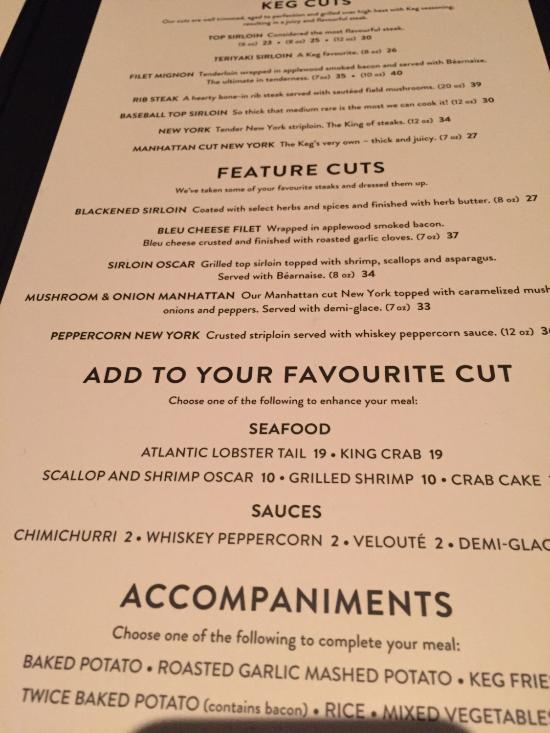 KEG CUTS
Our cuts are well trimmed, aged to perfection and grilled over high heat with Keg seasoning,
resulting in a juicy and flavourful steak.
TOP SIRLOIN Considered the most flavourful steak.
(6 oz) 23 • (8 oz) 25 • (12 oz) 30
TERIYAKI SIRLOIN A Keg favourite. (8 oz) 26
FILET MIGNON Tenderloin wrapped in applewood smoked bacon and served with Béarnaise.
The ultimate in tenderness. (7oz) 35 • (10 oz) 40
RIB STEAK A hearty bone-in rib steak served with sautéed field mushrooms. (20 oz) 39
BASEBALL TOP SIRLOIN So thick that medium rare is the most we can cook it! (12 oz) 30
NEW YORK Tender New York striploin. The King of steaks. (12 oz) 34
MANHATTAN CUT NEW YORK The Keg's very own – thick and juicy. (7 oz) 27
FEATURE CUTS
We've taken some of your favourite steaks and dressed them up.
BLACKENED SIRLOIN Coated with select herbs and spices and finished with herb butter. (8 oz) 27
BLEU CHEESE FILET Wrapped in applewood smoked bacon.
Bleu cheese crusted and finished with roasted garlic cloves. (7 oz) 37
SIRLOIN OSCAR Grilled top sirloin topped with shrimp, scallops and asparagus.
Served with Béarnaise. (8 oz) 34
MUSHROOM & ONION MANHATTAN Our Manhattan cut New York topped with caramelized mush
onions and peppers. Served with demi-glace. (7 oz) 33
PEPPERCORN NEW YORK Crusted striploin served with whiskey peppercorn sauce. (12 oz)
ADD TO YOUR FAVOURITE CUT
Choose one of the following to enhance your meal:
SEAFOOD
ATLANTIC LOBSTER TAIL 19 • KING CRAB 19
SCALLOP AND SHRIMP OSCAR 10 • GRILLED SHRIMP 10 • CRAB CAKE
SAUCES
CHIMICHURRI 2 • WHISKEY PEPPERCORN 2 • VELOUTÉ 2 • DEMI-GLAC
ACCOMPANIMENTS
Choose one of the following to complete your meal:
BAKED POTATO • ROASTED GARLIC MASHED POTATO • KEG FRIE
TWICE BAKED POTATO (contains bacon) • RICE • MIXED VEGETABLES